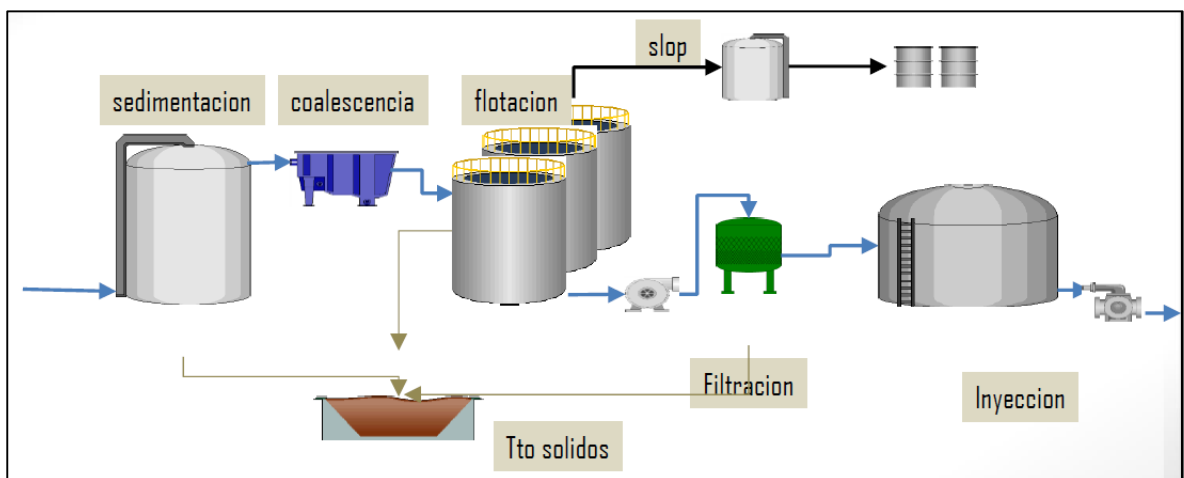 slop
sedimentacion
coalescencia
flotacion
Filtracion
Inyeccion
Tto solidos